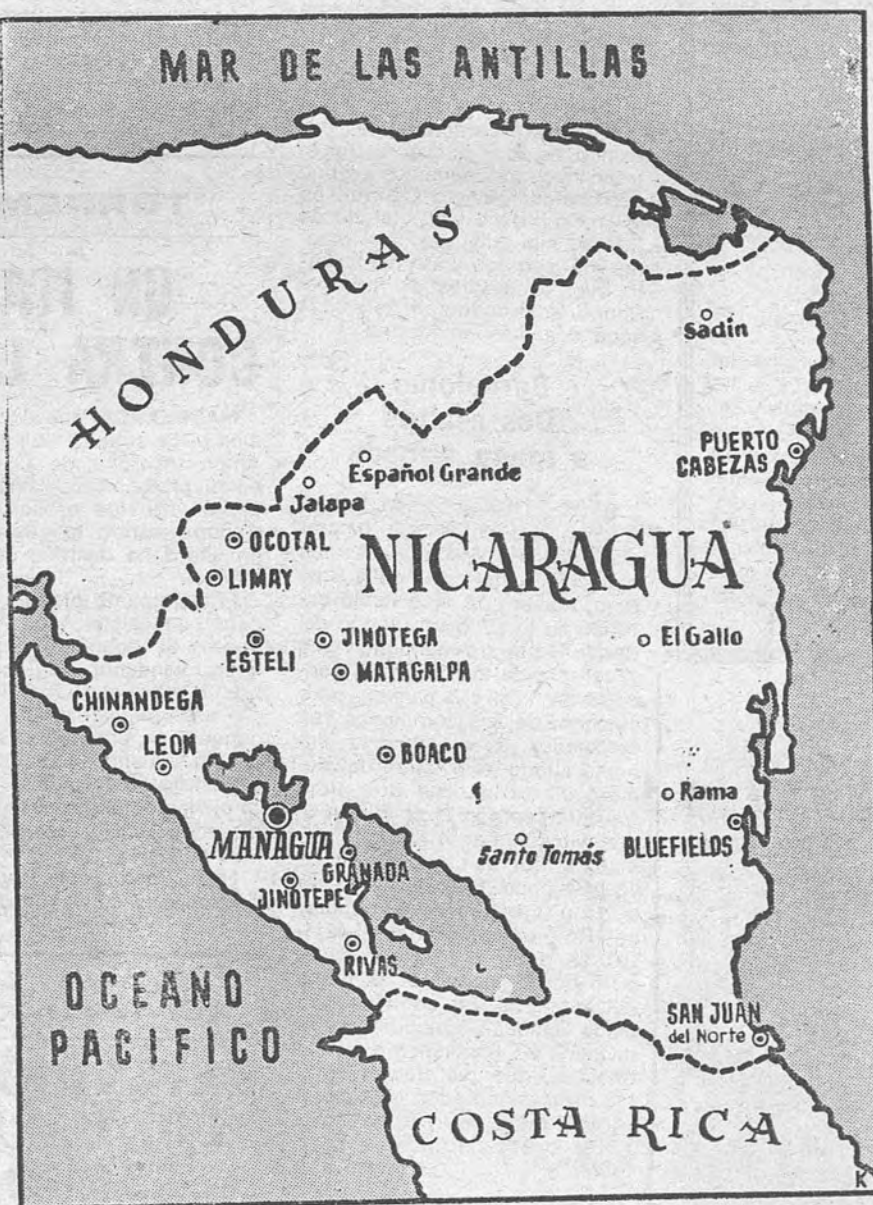 MAR DE LAS ANTILLAS
HONDURAS
Sadin
PUERTO
CABEZAS
Español Grande
Jalapa
OCOTAL
NICARAGUA
LIMAY
JINOTEGA
El Gallo
ESTELI
MATAGALPA
CHINANDEGA
LEON
BOACO
Rama
MANAGUA
Santo Tomás
BLUEFIELOS
GRANADA
JINOTEPE
RIVAS
OCEANO
PACIFICO
SAN JUAN
del Norte
COSTA RICA
K